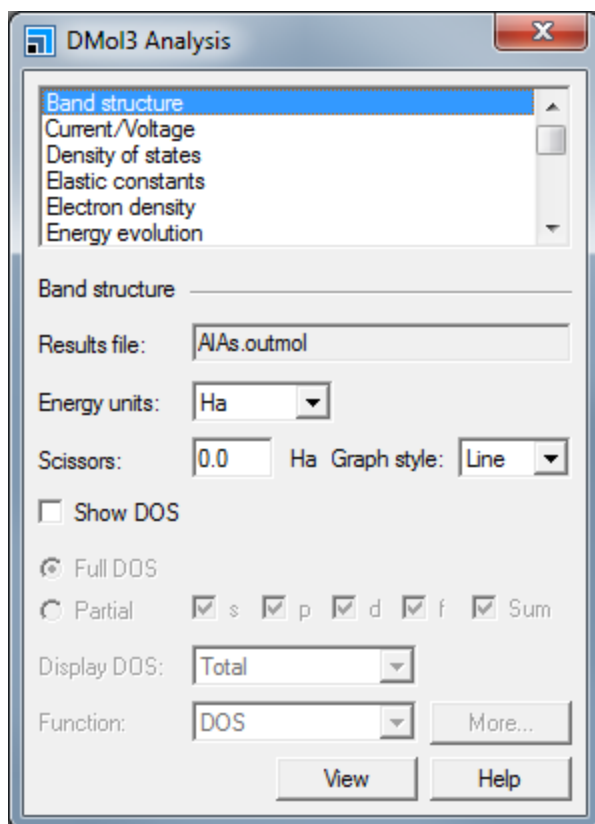 DMol3 Analysis
Band structure
Current/Voltage
Density of states
Elastic constants
Electron density
Energy evolution
Band structure
Results file: AlAs.outmol
Energy units: Ha
Scissors: 0.0 Ha Graph style: Line
Show DOS
Full DOS
Partial s p d f Sum
Display DOS: Total
Function: DOS More...
View Help